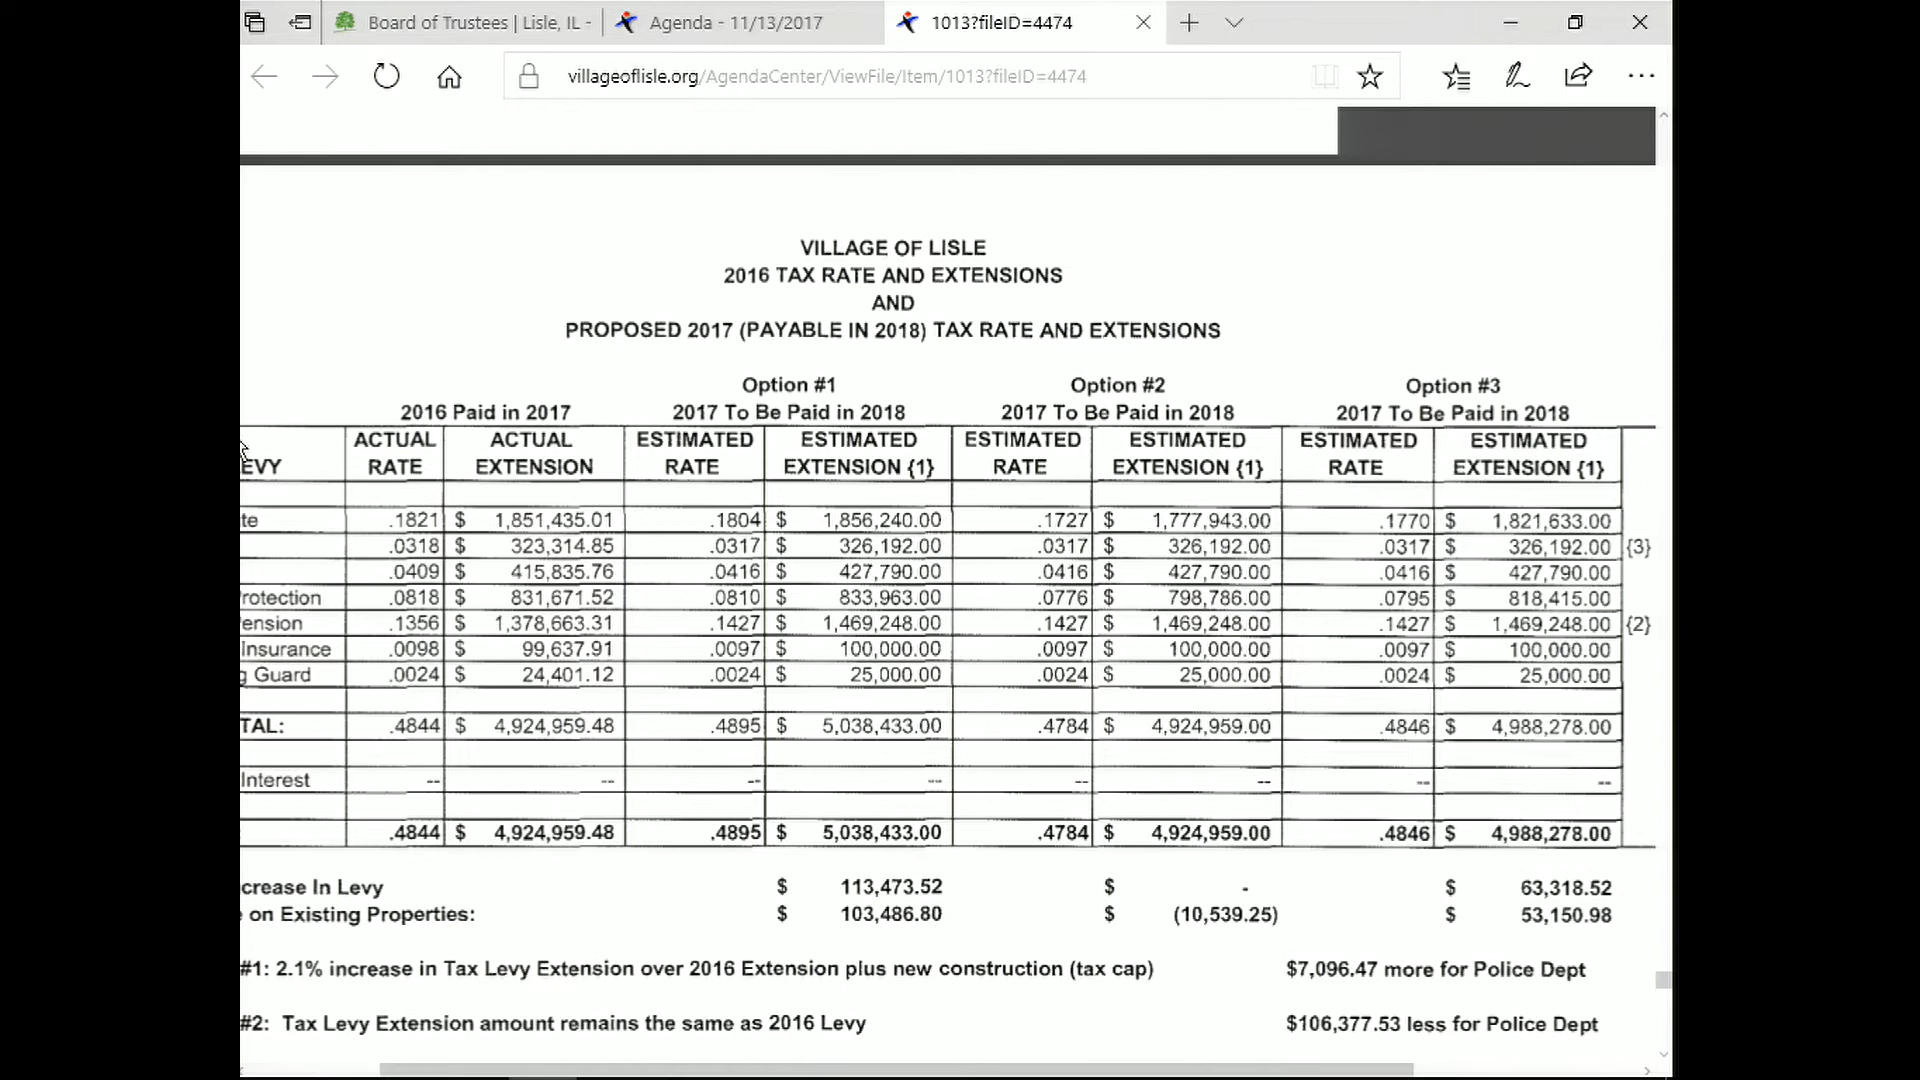 Board of Trustees | Lisle, IL -
Agenda - 11/13/2017
1013?fileID=4474
villageoflisle.org/AgendaCenter/ViewFile/Item/1013?fileID=4474
VILLAGE OF LISLE
2016 TAX RATE AND EXTENSIONS
AND
PROPOSED 2017 (PAYABLE IN 2018) TAX RATE AND EXTENSIONS
Option #1 Option #2 Option #3
2016 Paid in 2017 2017 To Be Paid in 2018 2017 To Be Paid in 2018 2017 To Be Paid in 2018
ACTUAL ACTUAL ESTIMATED ESTIMATED ESTIMATED ESTIMATED ESTIMATED ESTIMATED
EVY RATE EXTENSION RATE EXTENSION {1} RATE EXTENSION {1} RATE EXTENSION {1}
te .1821 $ 1,851,435.01 .1804 $ 1,856,240.00 .1727 $ 1,777,943.00 .1770 $ 1,821,633.00
.0318 $ 323,314.85 .0317 $ 326,192.00 .0317 $ 326,192.00 .0317 $ 326,192.00 {3}
.0409 $ 415,835.76 .0416 $ 427,790.00 .0416 $ 427,790.00 .0416 $ 427,790.00
rotection .0818 $ 831,671.52 .0810 $ 833,963.00 .0776 $ 798,786.00 .0795 $ 818,415.00
ension .1356 $ 1,378,663.31 .1427 $ 1,469,248.00 .1427 $ 1,469,248.00 .1427 $ 1,469,248.00 {2}
Insurance .0098 $ 99,637.91 .0097 $ 100,000.00 .0097 $ 100,000.00 .0097 $ 100,000.00
g Guard .0024 $ 24,401.12 .0024 $ 25,000.00 .0024 $ 25,000.00 .0024 $ 25,000.00
TAL: .4844 $ 4,924,959.48 .4895 $ 5,038,433.00 .4784 $ 4,924,959.00 .4846 $ 4,988,278.00
Interest -- -- -- -- -- -- -- --
.4844 $ 4,924,959.48 .4895 $ 5,038,433.00 .4784 $ 4,924,959.00 .4846 $ 4,988,278.00
crease In Levy $ 113,473.52 $ - $ 63,318.52
e on Existing Properties: $ 103,486.80 $ (10,539.25) $ 53,150.98
#1: 2.1% increase in Tax Levy Extension over 2016 Extension plus new construction (tax cap) $7,096.47 more for Police Dept
#2: Tax Levy Extension amount remains the same as 2016 Levy $106,377.53 less for Police Dept